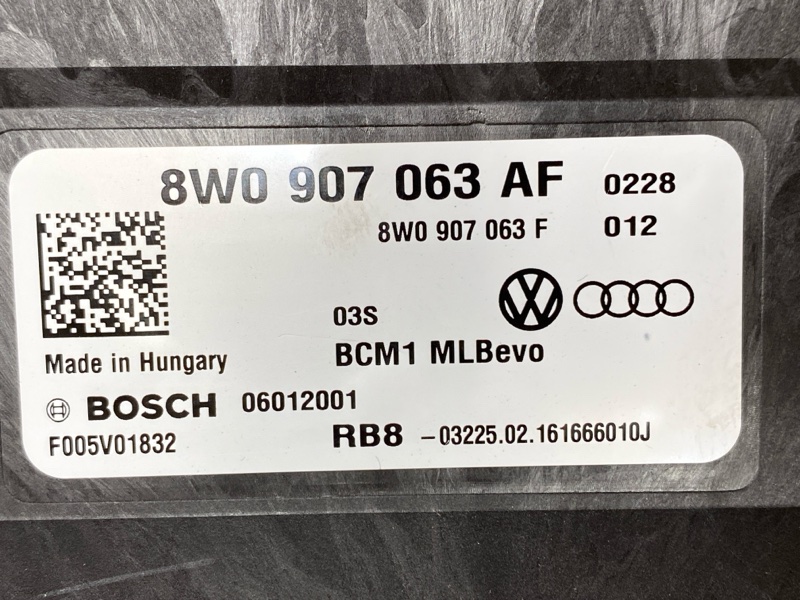 8W0 907 063 AF 0228
8W0 907 063 F 012
03S
BCM1 MLBevo
Made in Hungary
BOSCH 06012001
F005V01832 RB8 -03225.02.161666010J